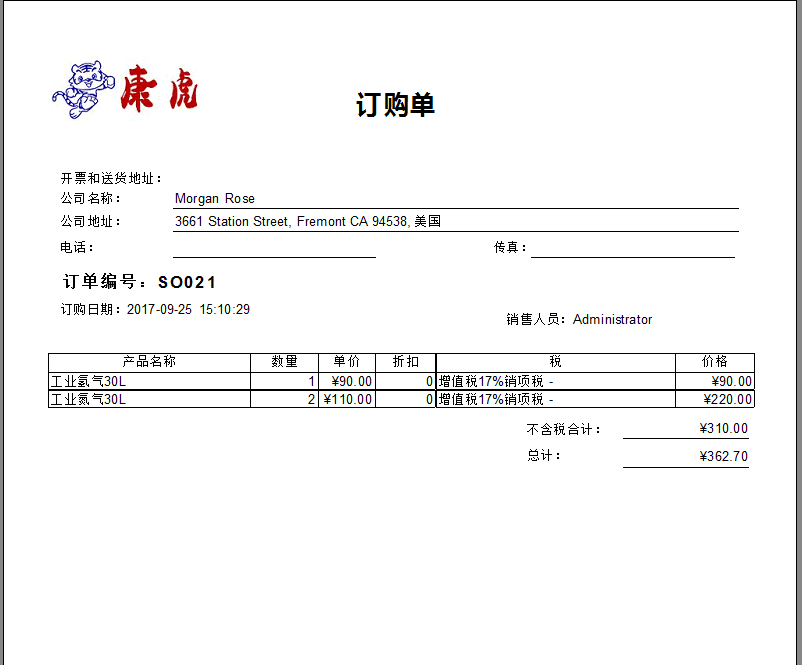 康虎
订购单
开票和送货地址：
公司名称： Morgan Rose
公司地址： 3661 Station Street, Fremont CA 94538, 美国
电话： 传真：
订单编号：SO021
订购日期：2017-09-25 15:10:29
销售人员：Administrator
产品名称 数量 单价 折扣 税 价格
工业氩气30L 1 ¥90.00 0 增值税17%销项税 - ¥90.00
工业氮气30L 2 ¥110.00 0 增值税17%销项税 - ¥220.00
不含税合计： ¥310.00
总计： ¥362.70